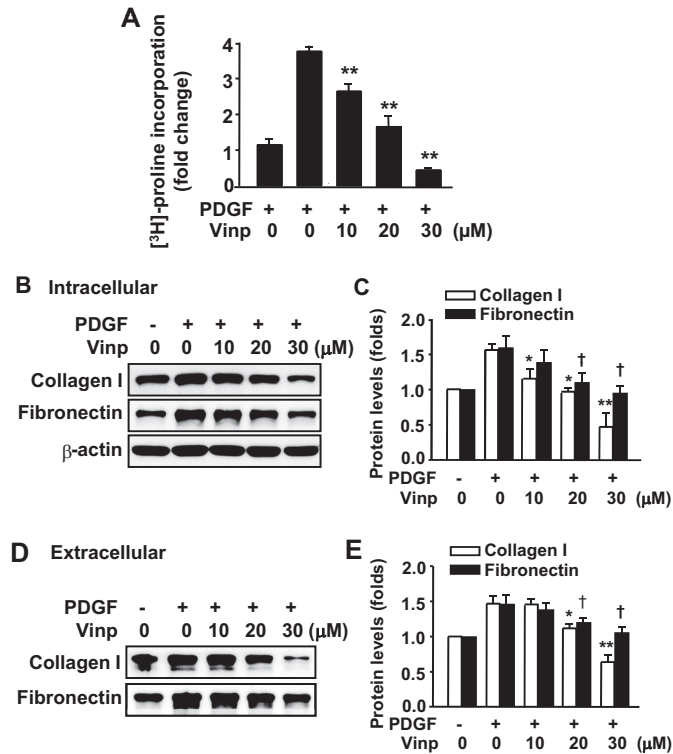 A
[³H]-proline incorporation
(fold change)
4
3
2
1
0
**
**
**
PDGF + + + + +
Vinp 0 0 10 20 30 (µM)
B Intracellular
PDGF - + + + +
Vinp 0 0 10 20 30 (µM)
Collagen I
Fibronectin
β-actin
C
Collagen I
Fibronectin
Protein levels (folds)
2.0
1.5
1.0
0.5
0.0
*
* †
** †
PDGF - + + + +
Vinp 0 0 10 20 30 (µM)
D Extracellular
PDGF - + + + +
Vinp 0 0 10 20 30 (µM)
Collagen I
Fibronectin
E
Collagen I
Fibronectin
Protein levels (folds)
2.0
1.5
1.0
0.5
0.0
* †
** †
PDGF - + + + +
Vinp 0 0 10 20 30 (µM)